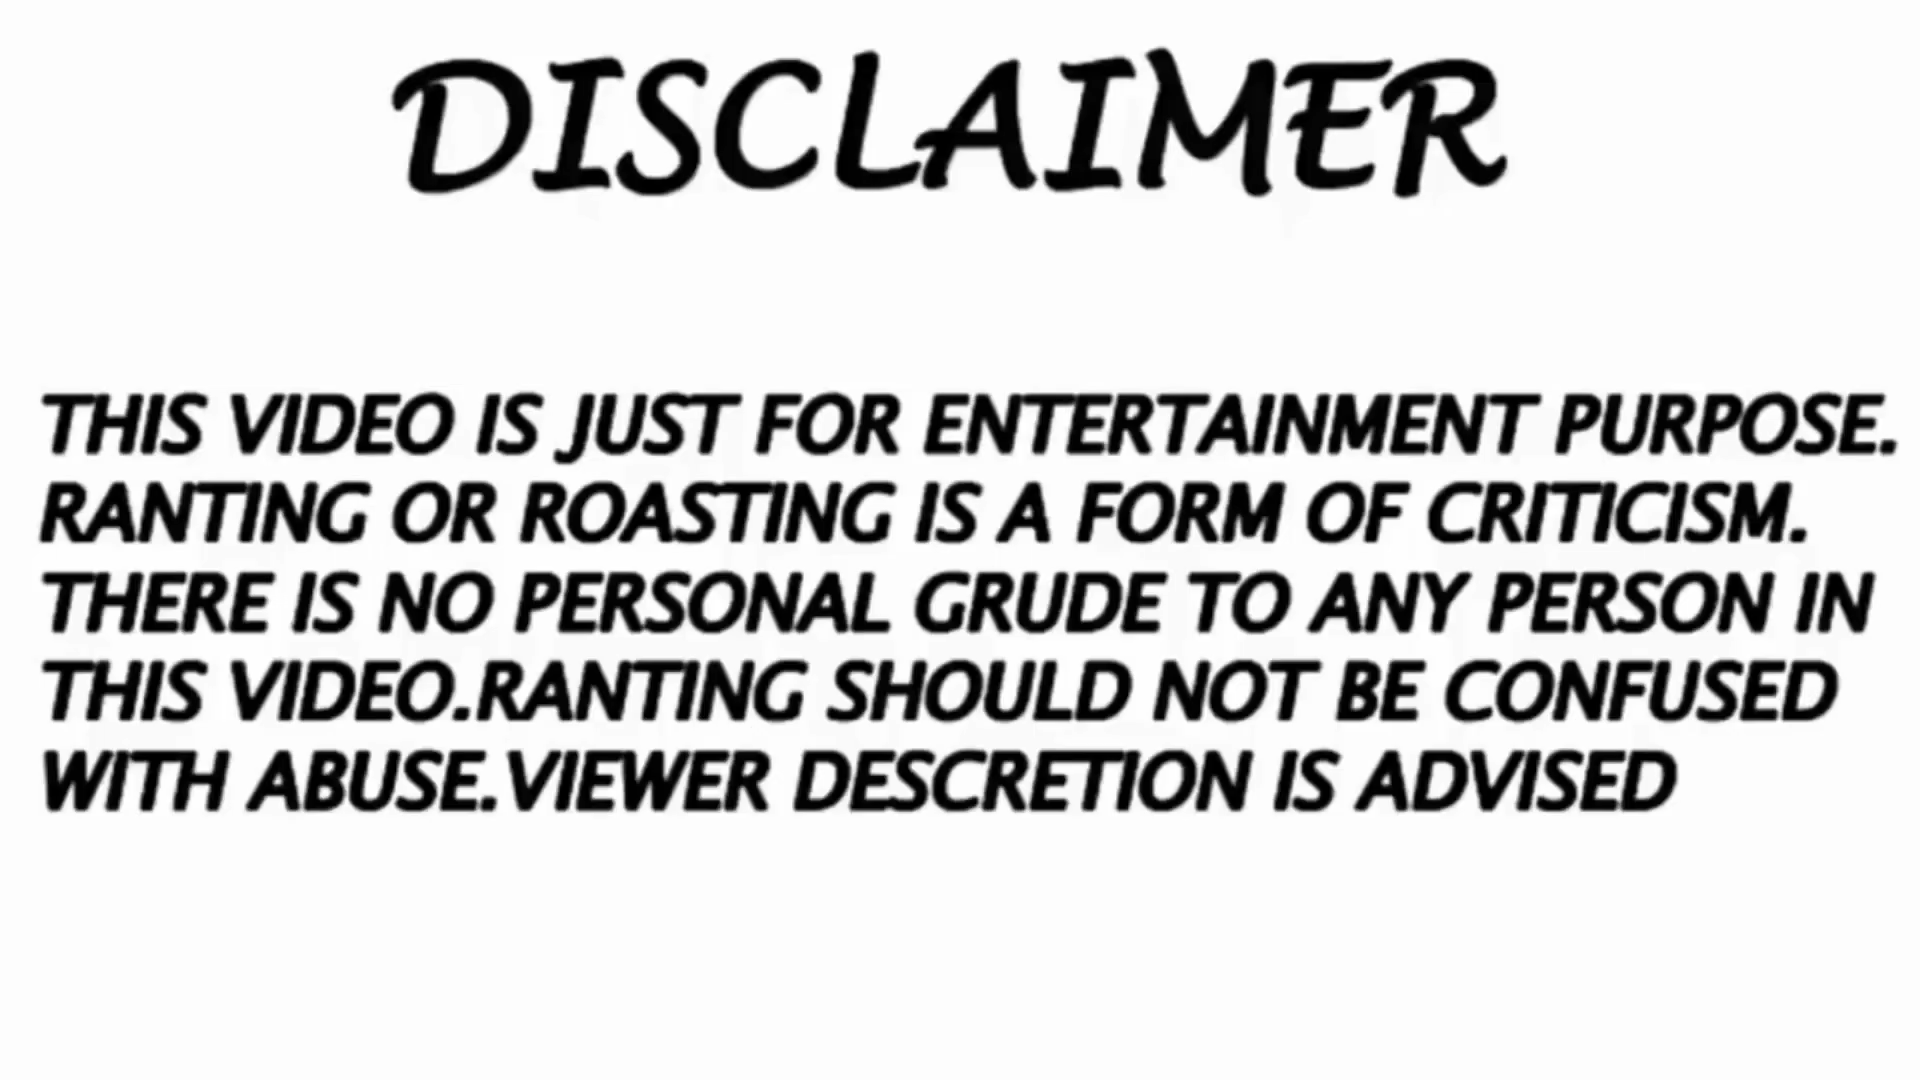 DISCLAIMER
THIS VIDEO IS JUST FOR ENTERTAINMENT PURPOSE.
RANTING OR ROASTING IS A FORM OF CRITICISM.
THERE IS NO PERSONAL GRUDE TO ANY PERSON IN
THIS VIDEO.RANTING SHOULD NOT BE CONFUSED
WITH ABUSE.VIEWER DESCRETION IS ADVISED